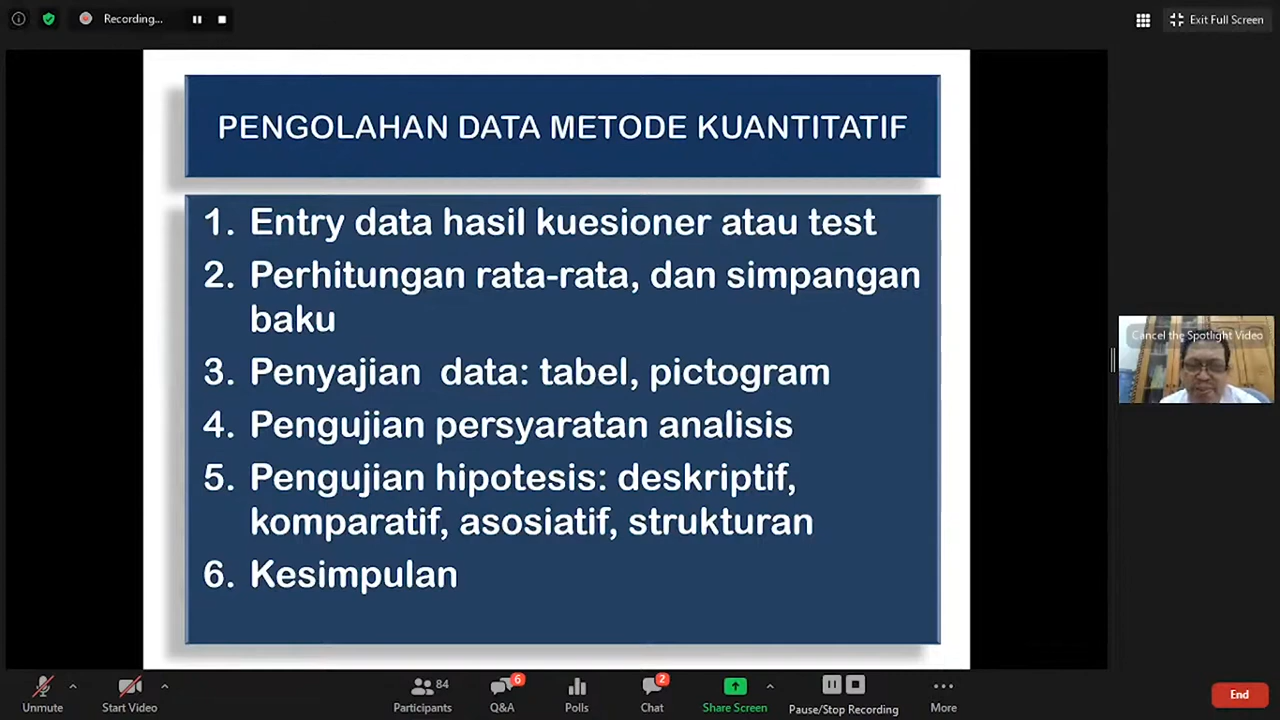 Recording...
Exit Full Screen
PENGOLAHAN DATA METODE KUANTITATIF
1. Entry data hasil kuesioner atau test
2. Perhitungan rata-rata, dan simpangan
baku
3. Penyajian data: tabel, pictogram
4. Pengujian persyaratan analisis
5. Pengujian hipotesis: deskriptif,
komparatif, asosiatif, strukturan
6. Kesimpulan
Cancel the Spotlight Video
Unmute
Start Video
84
Participants
6
Q&A
Polls
2
Chat
Share Screen
Pause/Stop Recording
More
End